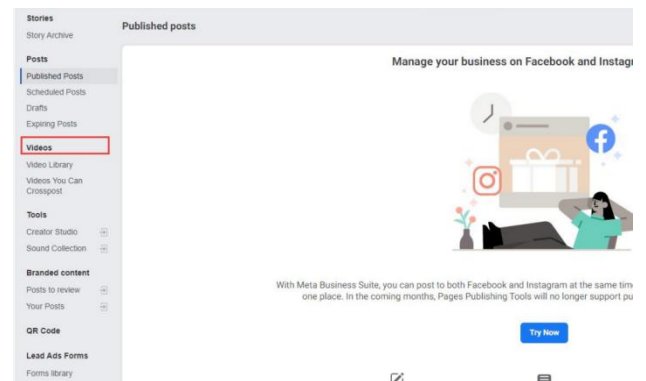 Stories
Story Archive
Posts
Published Posts
Scheduled Posts
Drafts
Expiring Posts
Videos
Video Library
Videos You Can
Crosspost
Tools
Creator Studio
Sound Collection
Branded content
Posts to review
Your Posts
QR Code
Lead Ads Forms
Forms library
Published posts
Manage your business on Facebook and Instagr
With Meta Business Suite, you can post to both Facebook and Instagram at the same tim
one place. In the coming months, Pages Publishing Tools will no longer support pu
Try Now